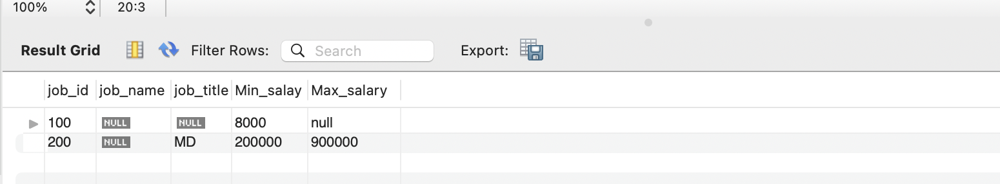 100% 20:3
Result Grid Filter Rows: Search Export:
job_id job_name job_title Min_salay Max_salary
100 NULL NULL 8000 null
200 NULL MD 200000 900000